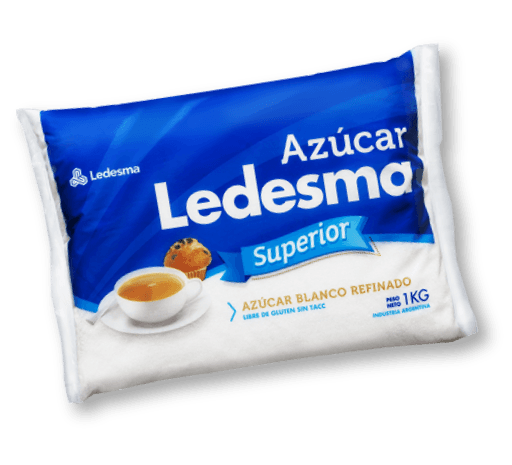 Ledesma
Azúcar
Ledesma
Superior
AZÚCAR BLANCO REFINADO
LIBRE DE GLUTEN SIN TACC
PESO
NETO 1KG
INDUSTRIA ARGENTINA